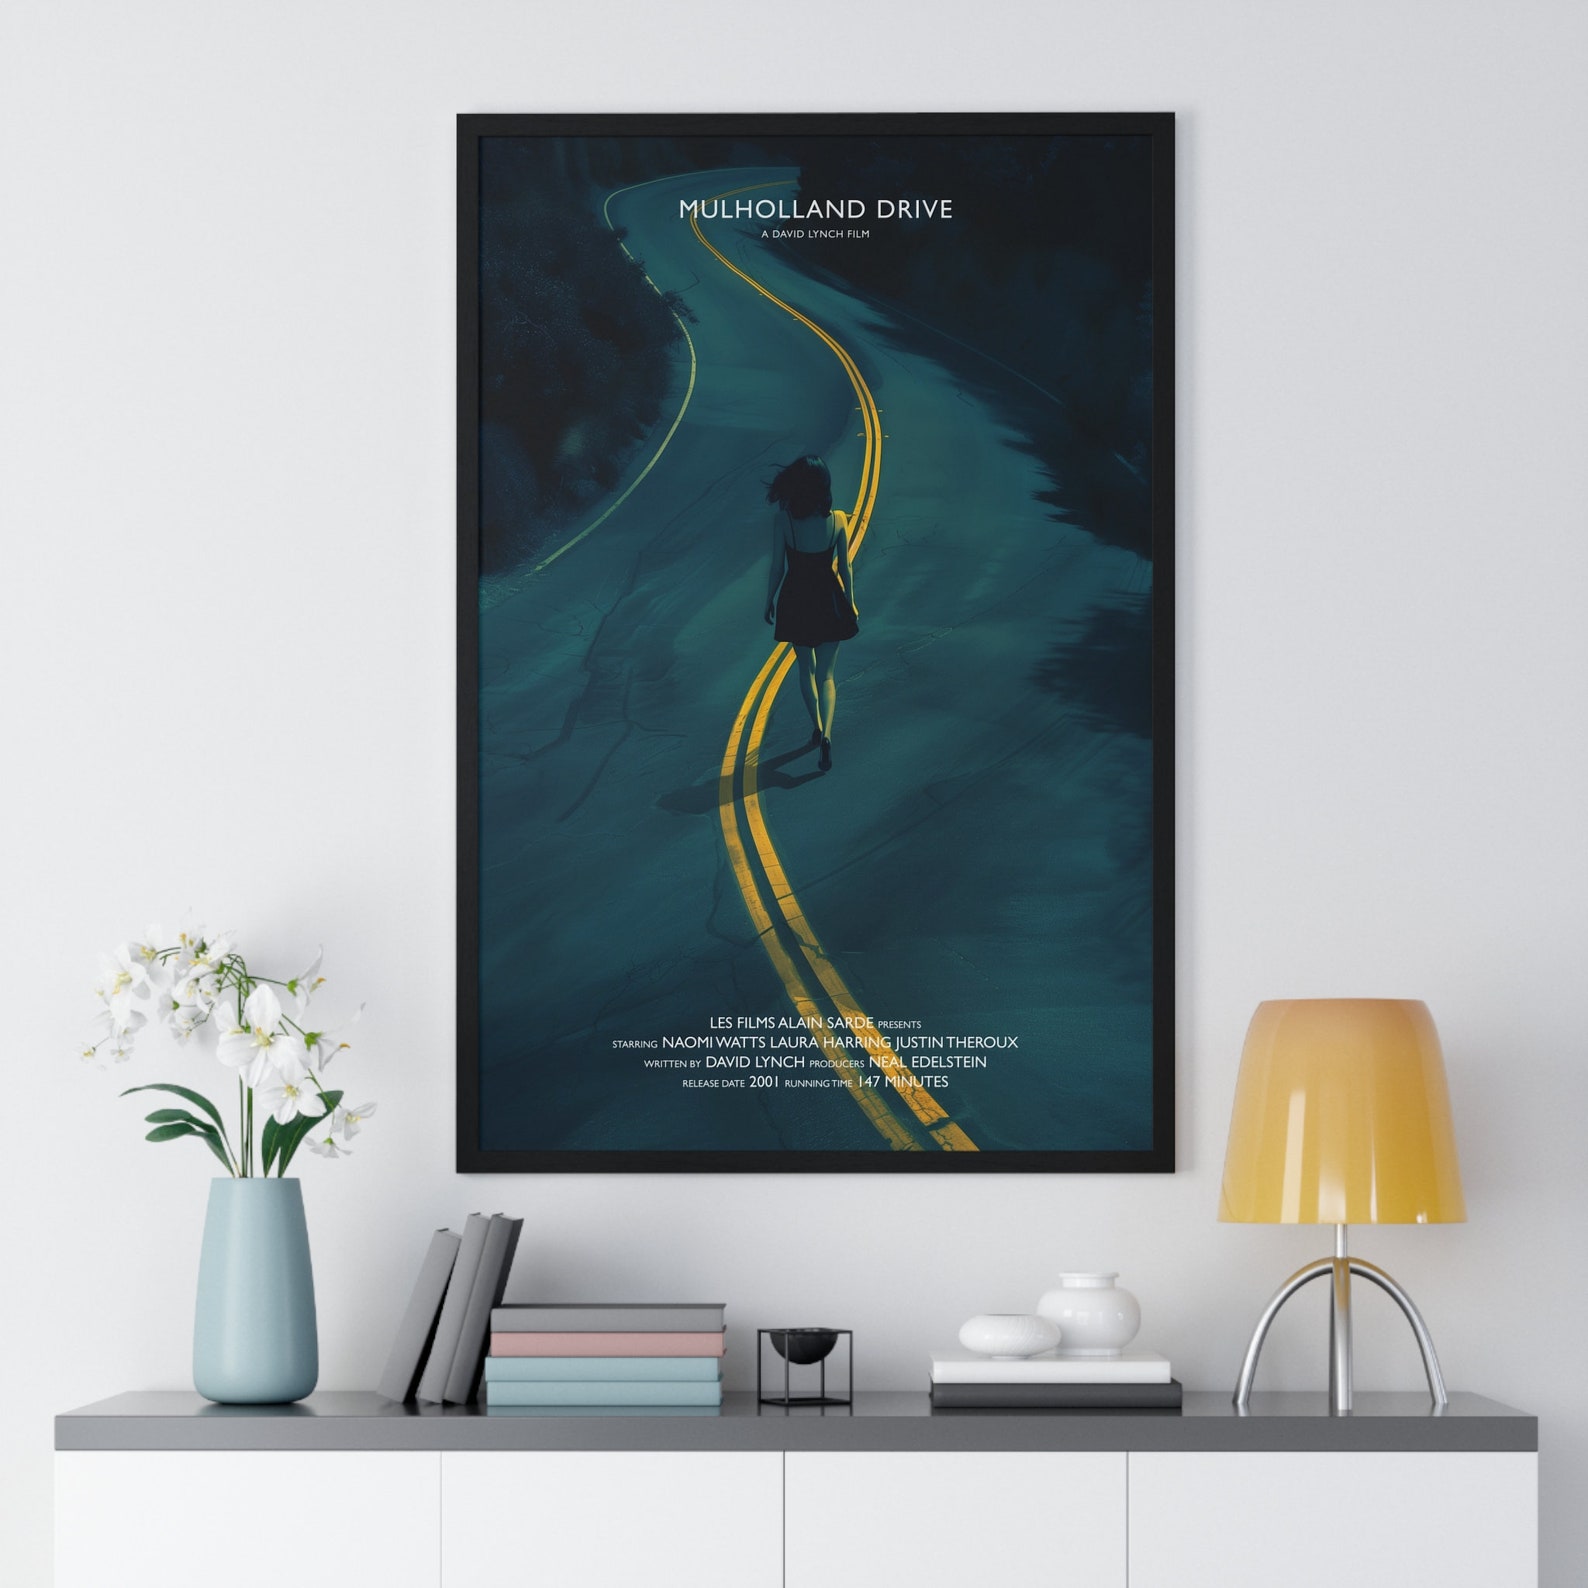 MULHOLLAND DRIVE
A DAVID LYNCH FILM
LES FILMS ALAIN SARDE PRESENTS
STARRING NAOMI WATTS LAURA HARRING JUSTIN THEROUX
WRITTEN BY DAVID LYNCH PRODUCERS NEAL EDELSTEIN
RELEASE DATE 2001 RUNNING TIME 147 MINUTES